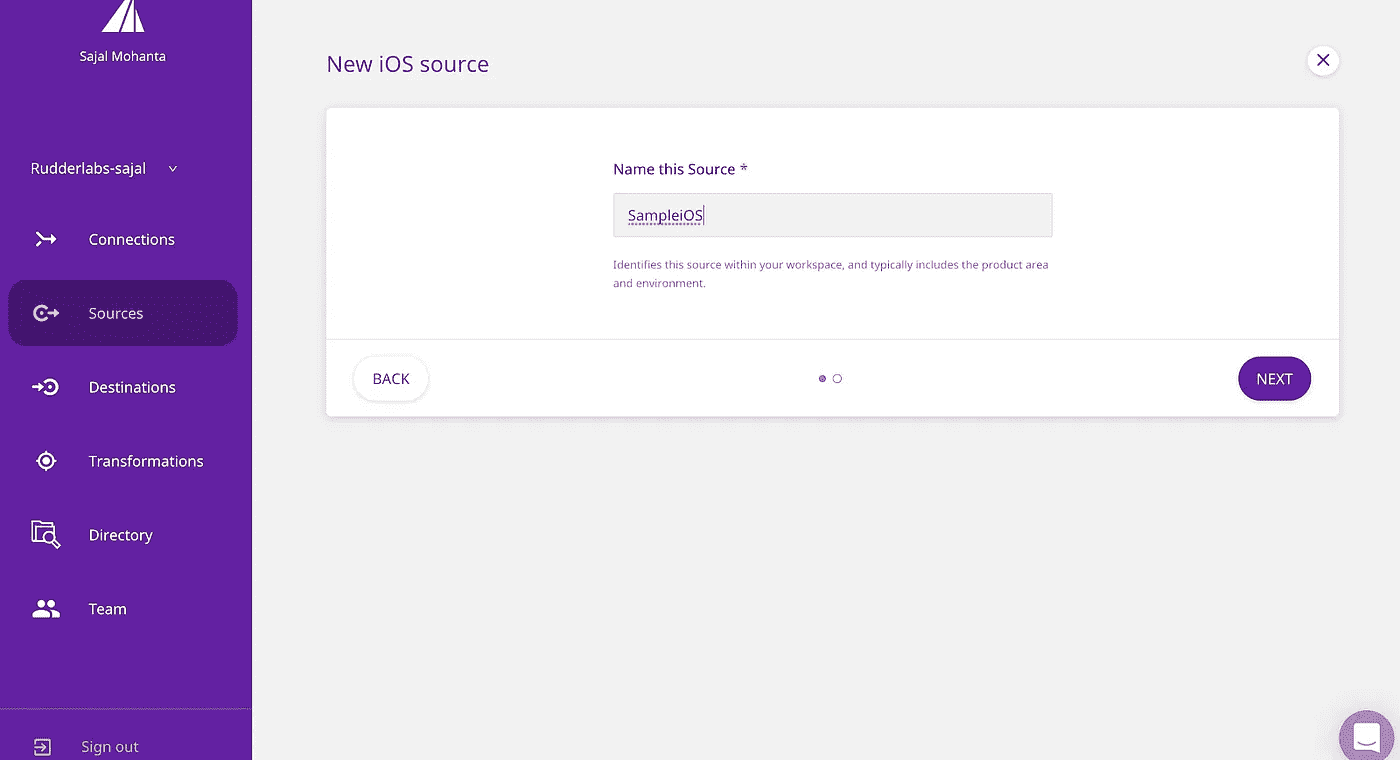 Sajal Mohanta
Rudderlabs-sajal
Connections
Sources
Destinations
Transformations
Directory
Team
Sign out
New iOS source
Name this Source *
SampleiOS
Identifies this source within your workspace, and typically includes the product area
and environment.
BACK
NEXT